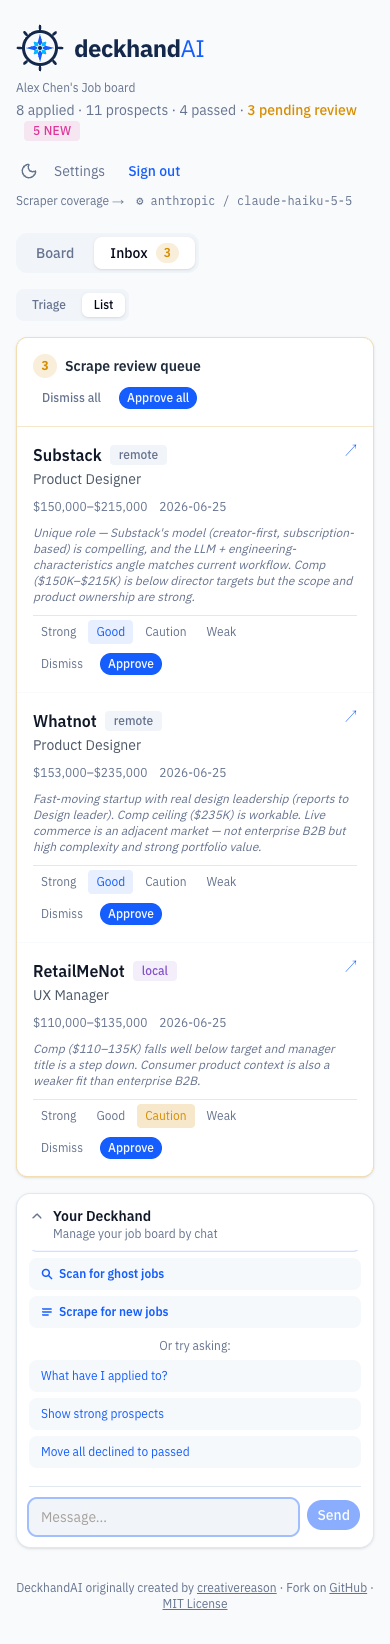 deckhandAI
Alex Chen's Job board
8 applied · 11 prospects · 4 passed · 3 pending review
5 NEW
Settings Sign out
Scraper coverage → ⚙ anthropic / claude-haiku-5-5
Board Inbox 3
Triage List
3 Scrape review queue
Dismiss all Approve all
Substack remote ↗
Product Designer
$150,000–$215,000 2026-06-25
Unique role — Substack's model (creator-first, subscription-
based) is compelling, and the LLM + engineering-
characteristics angle matches current workflow. Comp
($150K–$215K) is below director targets but the scope and
product ownership are strong.
Strong Good Caution Weak
Dismiss Approve
Whatnot remote ↗
Product Designer
$153,000–$235,000 2026-06-25
Fast-moving startup with real design leadership (reports to
Design leader). Comp ceiling ($235K) is workable. Live
commerce is an adjacent market — not enterprise B2B but
high complexity and strong portfolio value.
Strong Good Caution Weak
Dismiss Approve
RetailMeNot local ↗
UX Manager
$110,000–$135,000 2026-06-25
Comp ($110–135K) falls well below target and manager
title is a step down. Consumer product context is also a
weaker fit than enterprise B2B.
Strong Good Caution Weak
Dismiss Approve
Your Deckhand
Manage your job board by chat
Scan for ghost jobs
Scrape for new jobs
Or try asking:
What have I applied to?
Show strong prospects
Move all declined to passed
Message... Send
DeckhandAI originally created by creativereason · Fork on GitHub ·
MIT License